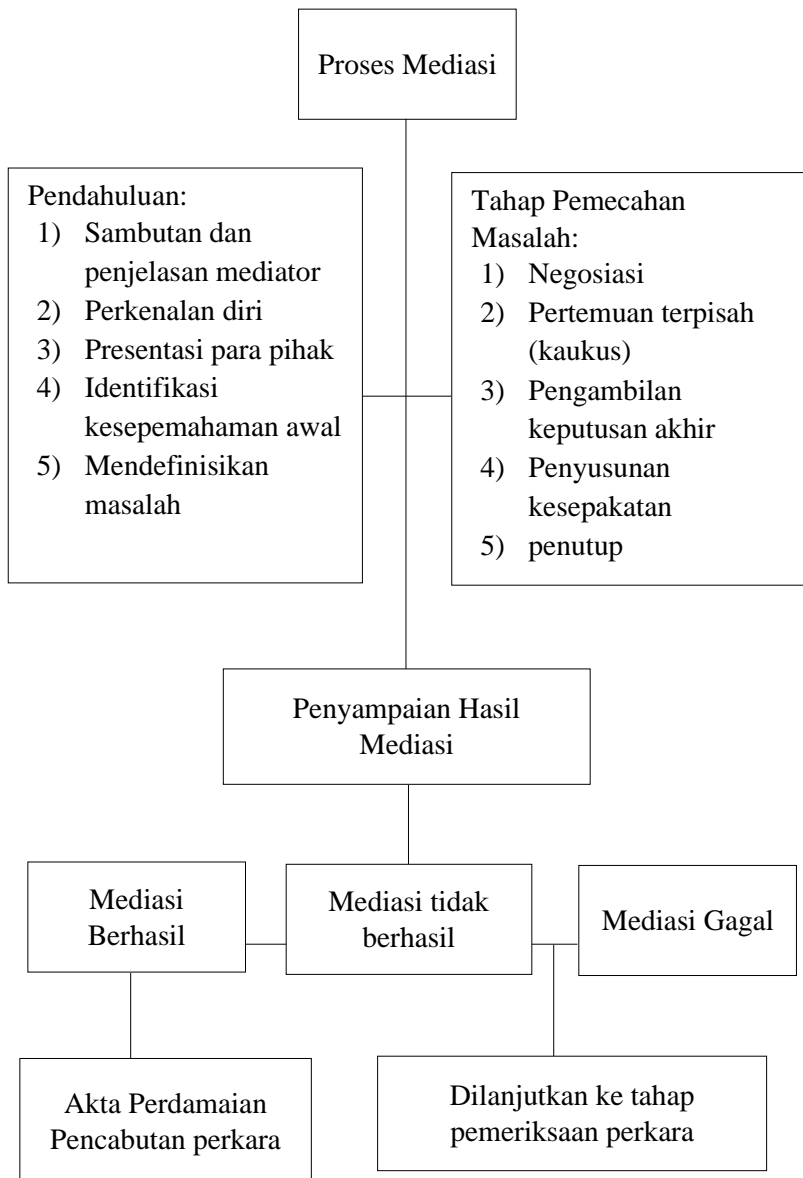 Proses Mediasi
Pendahuluan:
1) Sambutan dan
penjelasan mediator
2) Perkenalan diri
3) Presentasi para pihak
4) Identifikasi
kesepemahaman awal
5) Mendefinisikan
masalah
Tahap Pemecahan
Masalah:
1) Negosiasi
2) Pertemuan terpisah
(kaukus)
3) Pengambilan
keputusan akhir
4) Penyusunan
kesepakatan
5) penutup
Penyampaian Hasil
Mediasi
Mediasi
Berhasil
Mediasi tidak
berhasil
Mediasi Gagal
Akta Perdamaian
Pencabutan perkara
Dilanjutkan ke tahap
pemeriksaan perkara